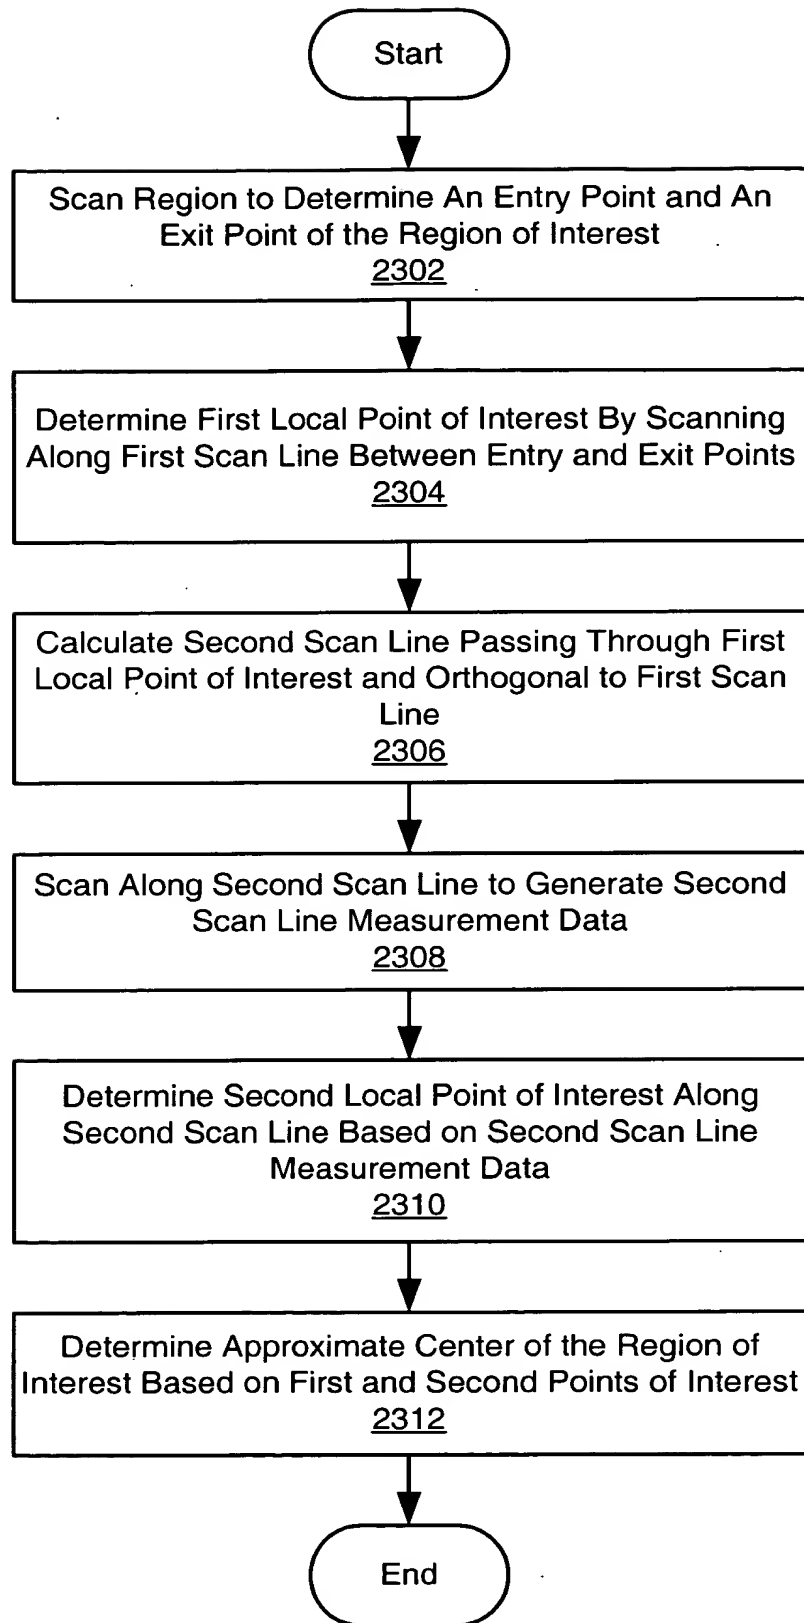 Start
Scan Region to Determine An Entry Point and An
Exit Point of the Region of Interest
2302
Determine First Local Point of Interest By Scanning
Along First Scan Line Between Entry and Exit Points
2304
Calculate Second Scan Line Passing Through First
Local Point of Interest and Orthogonal to First Scan
Line
2306
Scan Along Second Scan Line to Generate Second
Scan Line Measurement Data
2308
Determine Second Local Point of Interest Along
Second Scan Line Based on Second Scan Line
Measurement Data
2310
Determine Approximate Center of the Region of
Interest Based on First and Second Points of Interest
2312
End